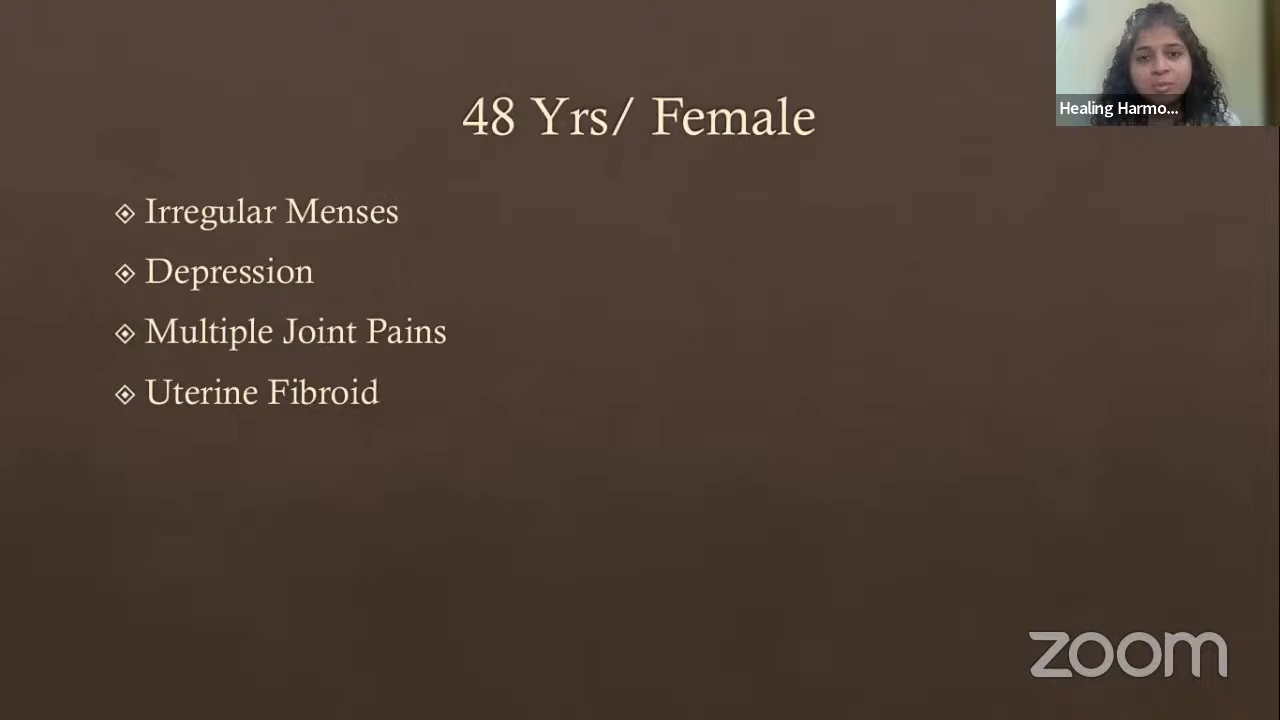 48 Yrs/ Female
Healing Harmo...
Irregular Menses
Depression
Multiple Joint Pains
Uterine Fibroid
zoom